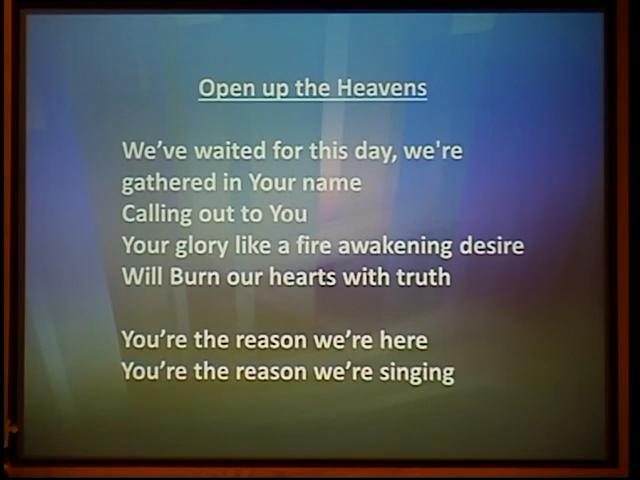 Open up the Heavens
We've waited for this day, we're
gathered in Your name
Calling out to You
Your glory like a fire awakening desire
Will Burn our hearts with truth
You're the reason we're here
You're the reason we're singing